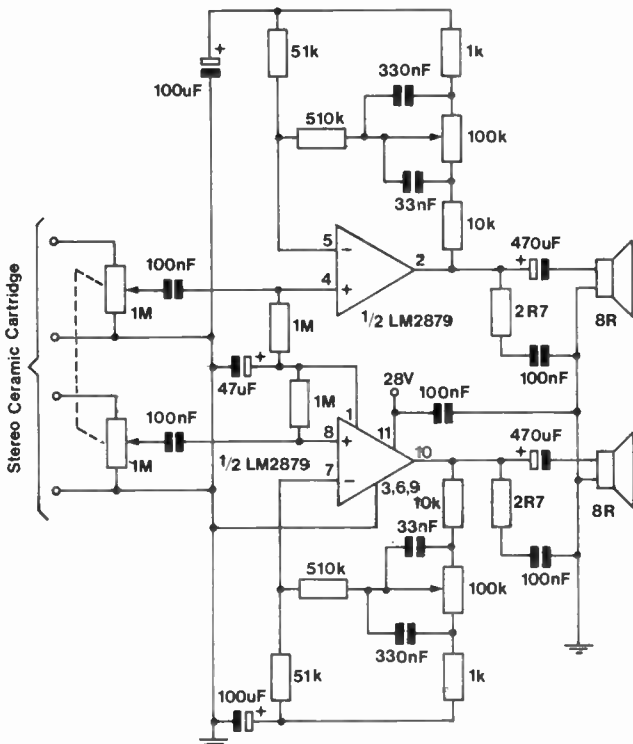 51k
1k
+
100uF
330nF
510k
100k
33nF
10k
5
-
2
470uF
+
100nF
4
+
1M
1/2 LM2879
2R7
8R
Stereo Ceramic Cartridge
1M
+
47uF
100nF
28V
100nF
1M
1
11
10
470uF
+
100nF
8
+
1M
1/2 LM2879
7
-
3,6,9
10k
2R7
8R
33nF
510k
100k
100nF
330nF
51k
1k
100uF
+